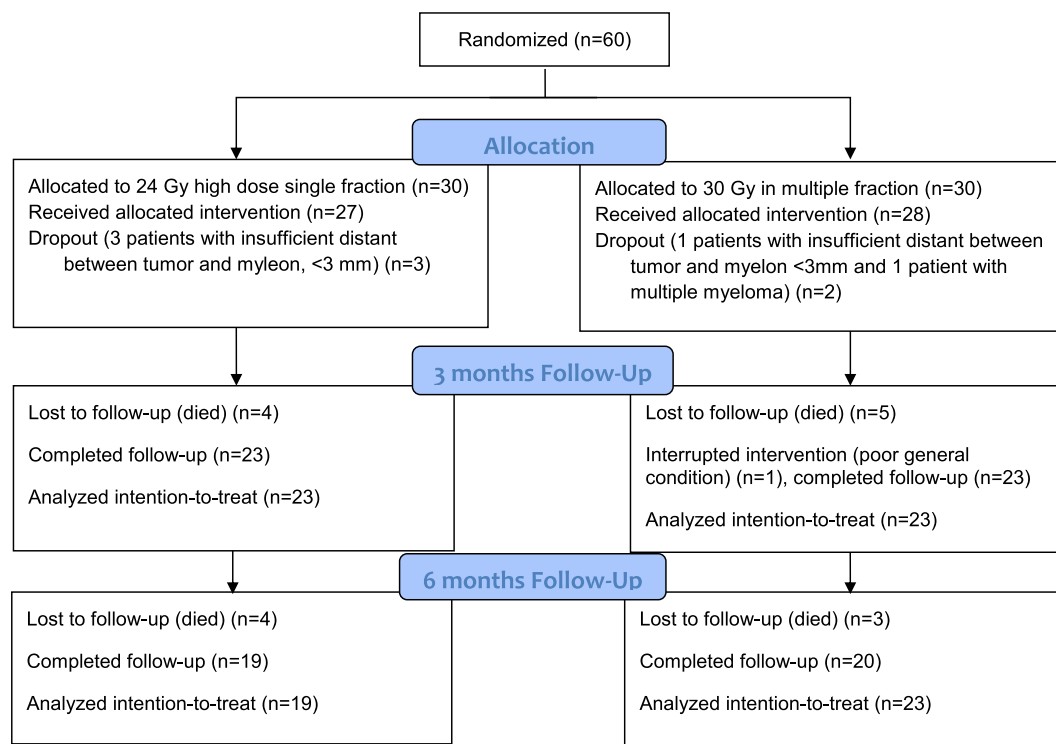 Randomized (n=60)
Allocation
Allocated to 24 Gy high dose single fraction (n=30)
Received allocated intervention (n=27)
Dropout (3 patients with insufficient distant
between tumor and myleon, <3 mm) (n=3)
Allocated to 30 Gy in multiple fraction (n=30)
Received allocated intervention (n=28)
Dropout (1 patients with insufficient distant between
tumor and myelon <3mm and 1 patient with
multiple myeloma) (n=2)
3 months Follow-Up
Lost to follow-up (died) (n=4)
Completed follow-up (n=23)
Analyzed intention-to-treat (n=23)
Lost to follow-up (died) (n=5)
Interrupted intervention (poor general
condition) (n=1), completed follow-up (n=23)
Analyzed intention-to-treat (n=23)
6 months Follow-Up
Lost to follow-up (died) (n=4)
Completed follow-up (n=19)
Analyzed intention-to-treat (n=19)
Lost to follow-up (died) (n=3)
Completed follow-up (n=20)
Analyzed intention-to-treat (n=23)